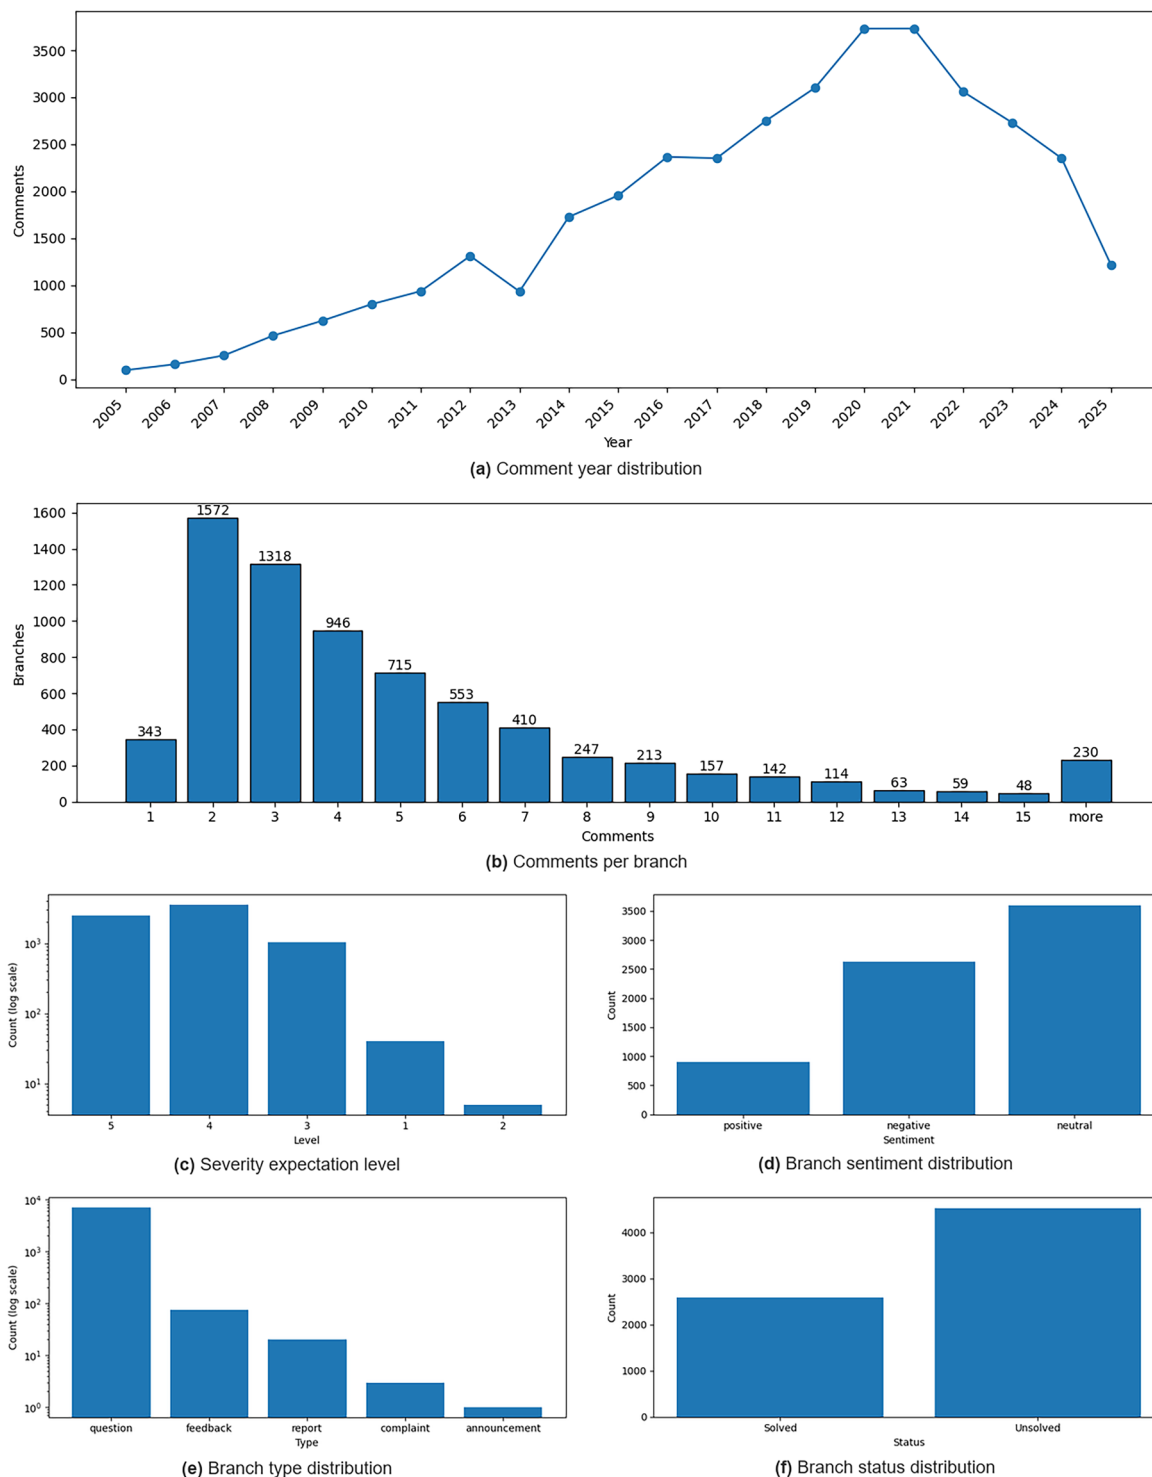 3500
3000
2500
2000
1500
1000
500
0
Comments
2005 2006 2007 2008 2009 2010 2011 2012 2013 2014 2015 2016 2017 2018 2019 2020 2021 2022 2023 2024 2025
Year
(a) Comment year distribution
1600
1400
1200
1000
800
600
400
200
0
Branches
343 1572 1318 946 715 553 410 247 213 157 142 114 63 59 48 230
1 2 3 4 5 6 7 8 9 10 11 12 13 14 15 more
Comments
(b) Comments per branch
10³
10²
10¹
Count (log scale)
5 4 3 1 2
Level
(c) Severity expectation level
3500
3000
2500
2000
1500
1000
500
0
Count
positive negative neutral
Sentiment
(d) Branch sentiment distribution
10⁴
10³
10²
10¹
10⁰
Count (log scale)
question feedback report complaint announcement
Type
(e) Branch type distribution
4000
3000
2000
1000
0
Count
Solved Unsolved
Status
(f) Branch status distribution